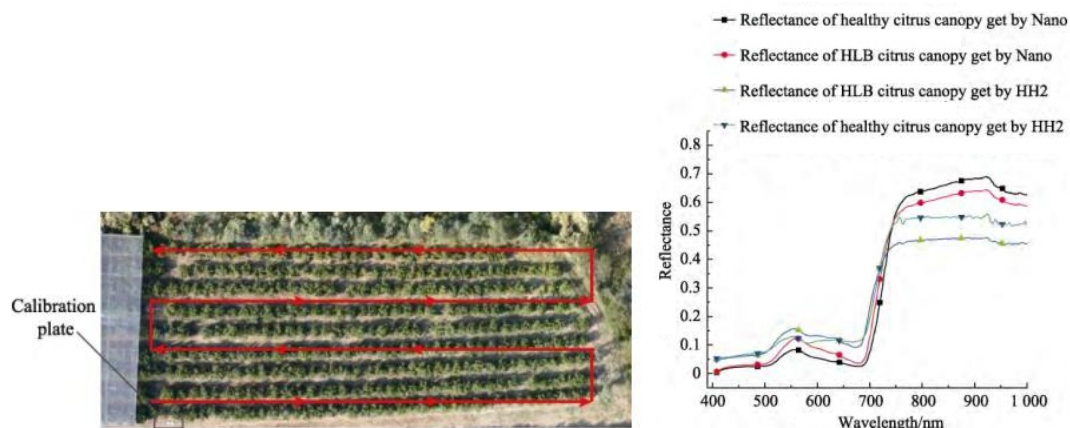 Reflectance of healthy citrus canopy get by Nano
Reflectance of HLB citrus canopy get by Nano
Reflectance of HLB citrus canopy get by HH2
Reflectance of healthy citrus canopy get by HH2
Calibration
plate
0.8
0.7
0.6
0.5
0.4
0.3
0.2
0.1
0
Reflectance
400 500 600 700 800 900 1 000
Wavelength/nm